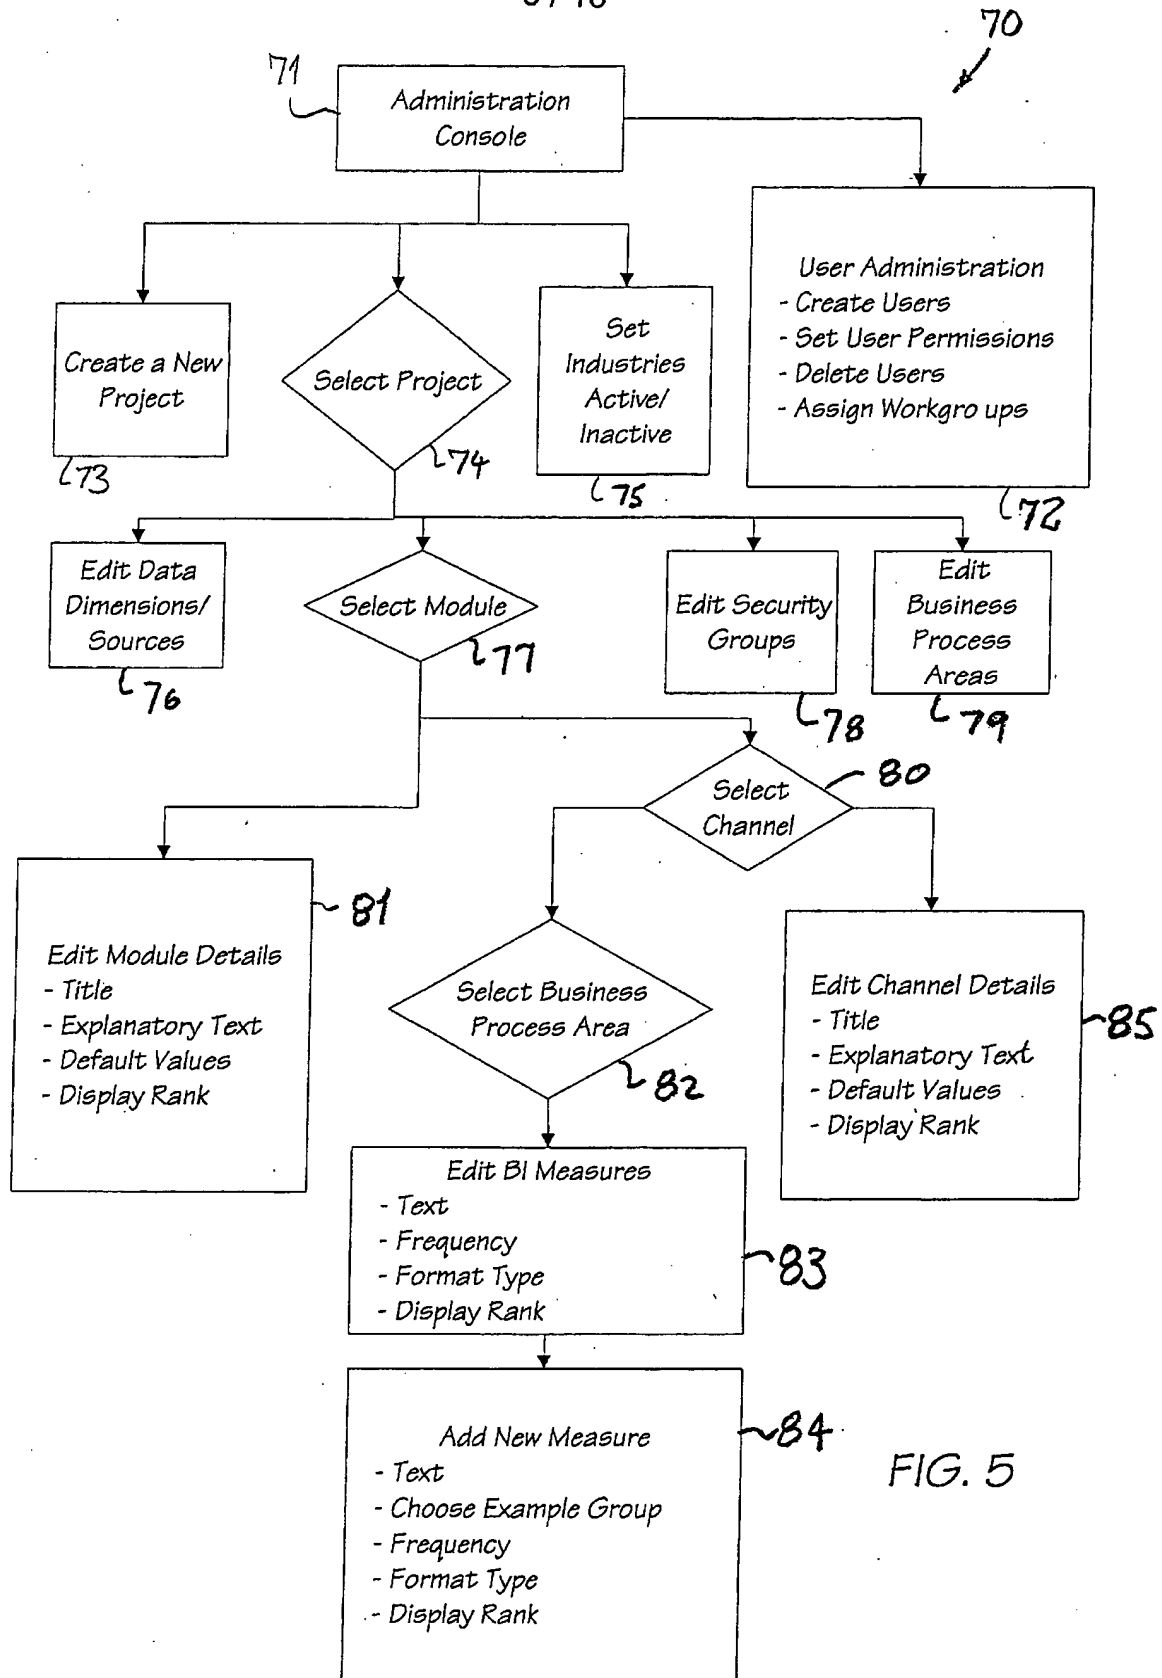 70
71
Administration
Console
User Administration
- Create Users
- Set User Permissions
- Delete Users
- Assign Workgroups
72
Create a New
Project
73
Select Project
74
Set
Industries
Active/
Inactive
75
Edit Data
Dimensions/
Sources
76
Select Module
77
Edit Security
Groups
78
Edit
Business
Process
Areas
79
Select
Channel
80
Edit Module Details
- Title
- Explanatory Text
- Default Values
- Display Rank
81
Select Business
Process Area
82
Edit Channel Details
- Title
- Explanatory Text
- Default Values
- Display Rank
85
Edit BI Measures
- Text
- Frequency
- Format Type
- Display Rank
83
Add New Measure
- Text
- Choose Example Group
- Frequency
- Format Type
- Display Rank
84
FIG. 5